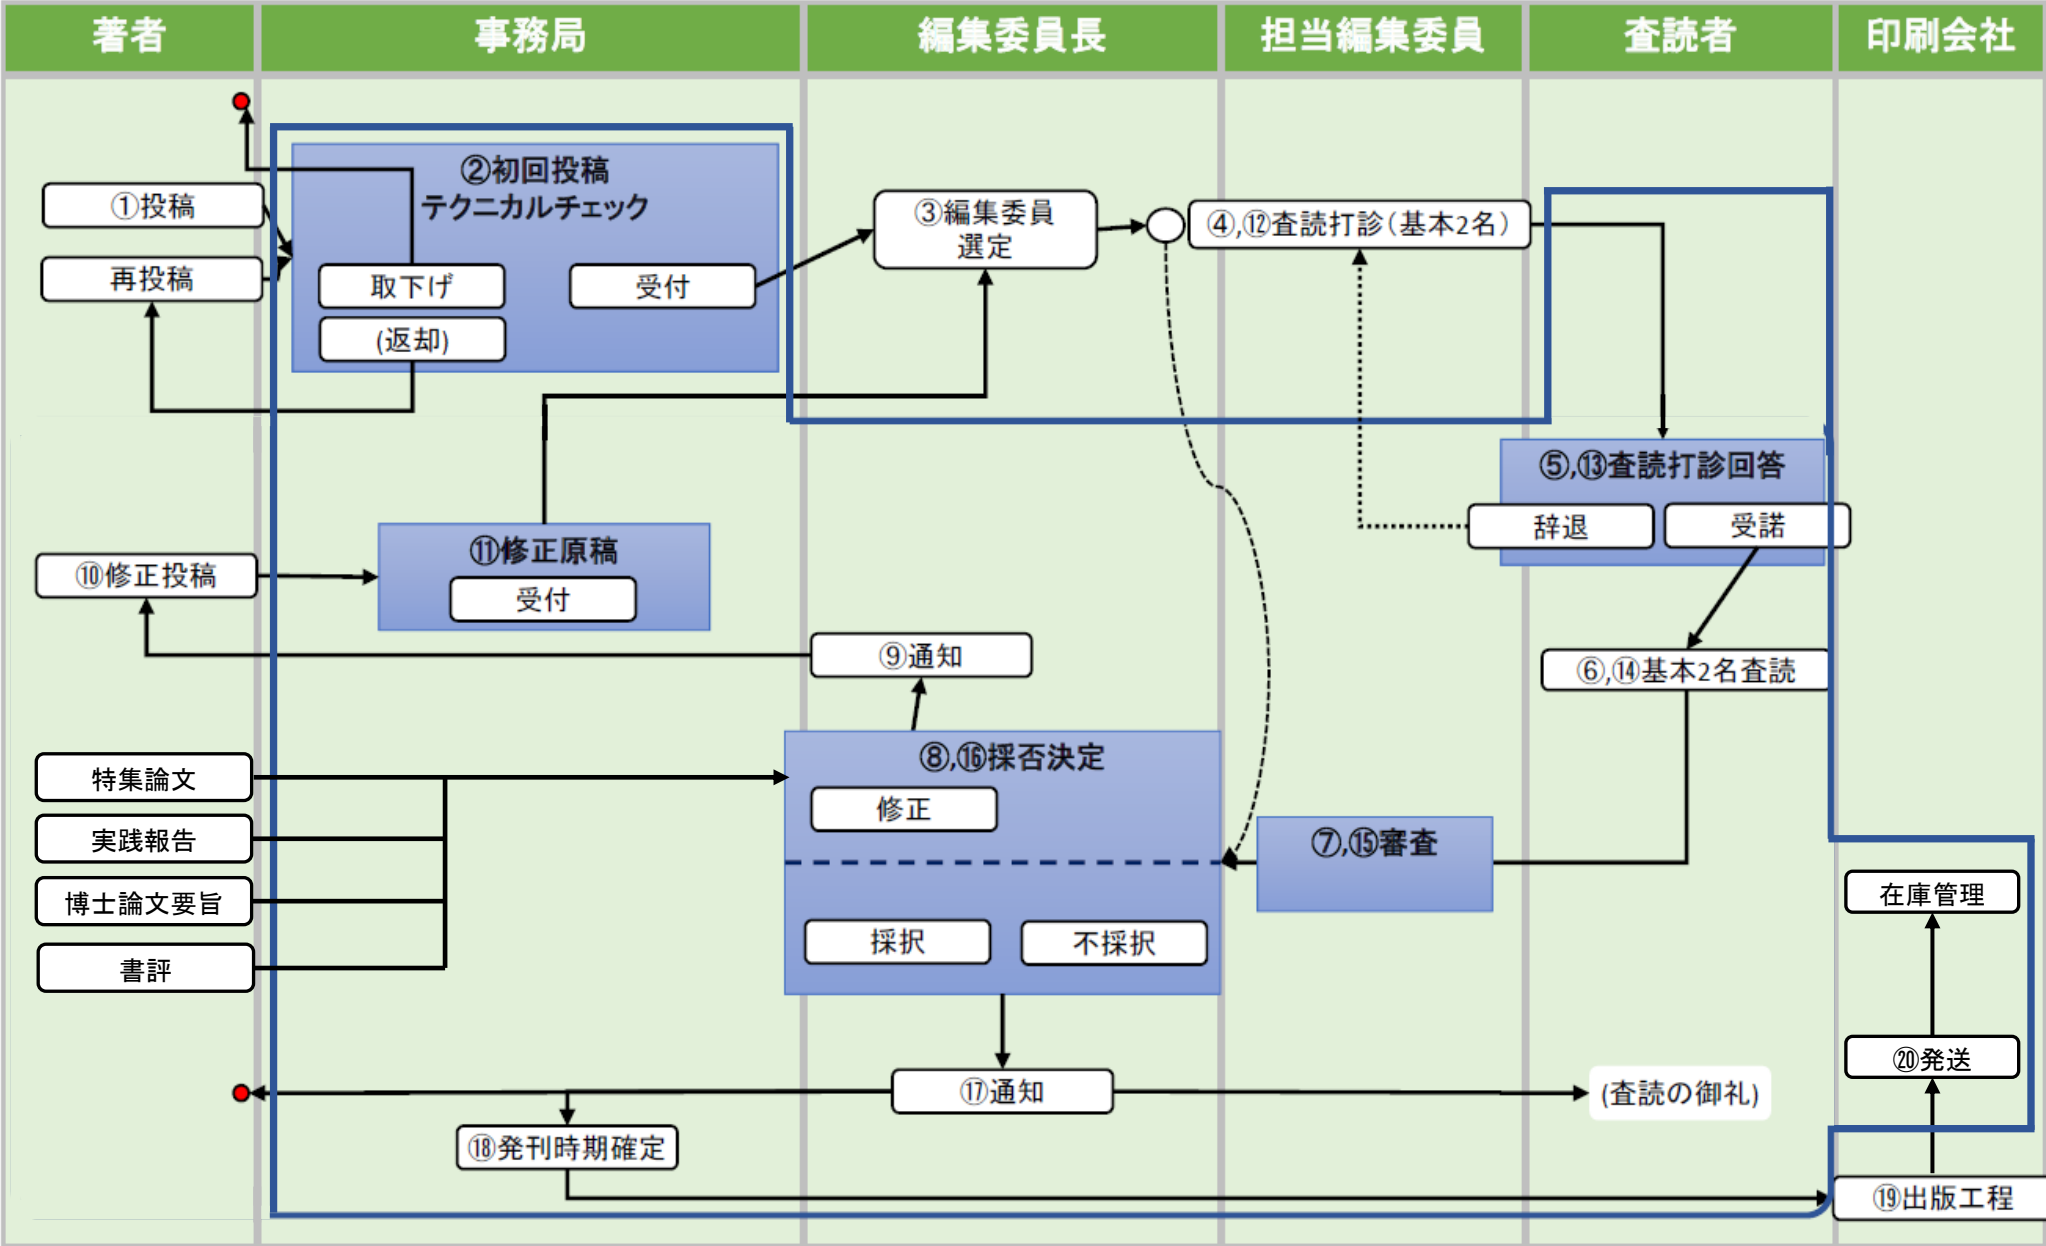 著者
事務局
編集委員長
担当編集委員
査読者
印刷会社
①投稿
再投稿
②初回投稿
テクニカルチェック
取下げ
(返却)
受付
③編集委員
選定
④,⑫査読打診(基本2名)
⑤,⑬査読打診回答
辞退
受諾
⑥,⑭基本2名査読
⑩修正投稿
⑪修正原稿
受付
⑨通知
⑧,⑯採否決定
修正
採択
不採択
⑦,⑮審査
特集論文
実践報告
博士論文要旨
書評
⑰通知
(査読の御礼)
⑱発刊時期確定
在庫管理
⑳発送
⑲出版工程